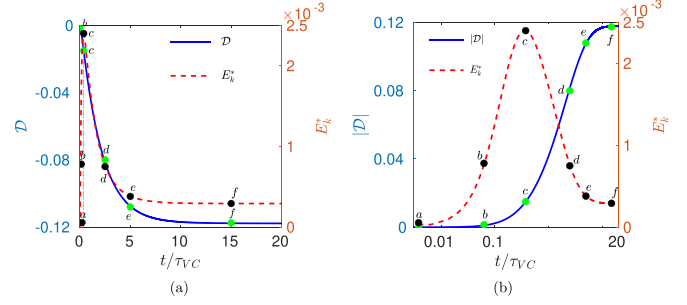 ×10⁻³
0
-0.04
-0.08
-0.12
𝒟
0
5
10
15
20
t/τ_VC
2.5
2
1
0
E_k^*
𝒟
E_k^*
a
b
b
c
c
d
d
e
e
f
f
(a)
×10⁻³
0.12
0.08
0.04
0
|𝒟|
0.01
0.1
20
t/τ_VC
2.5
2
1
0
E_k^*
|𝒟|
E_k^*
a
b
b
c
c
d
d
e
e
f
f
(b)